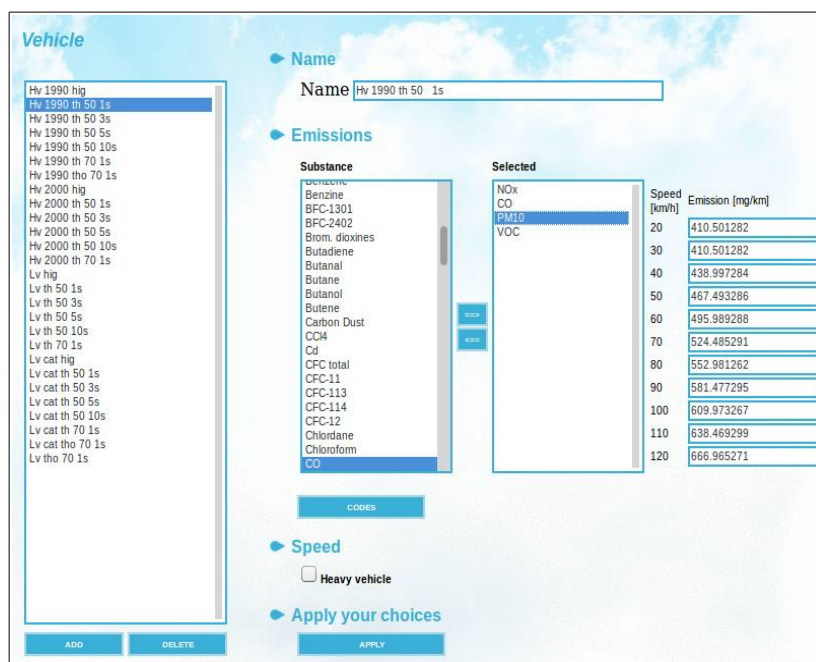 Vehicle
Hv 1990 hig
Hv 1990 th 50 1s
Hv 1990 th 50 3s
Hv 1990 th 50 5s
Hv 1990 th 50 10s
Hv 1990 th 70 1s
Hv 1990 tho 70 1s
Hv 2000 hig
Hv 2000 th 50 1s
Hv 2000 th 50 3s
Hv 2000 th 50 5s
Hv 2000 th 50 10s
Hv 2000 th 70 1s
Lv hig
Lv th 50 1s
Lv th 50 3s
Lv th 50 5s
Lv th 50 10s
Lv th 70 1s
Lv cat hig
Lv cat th 50 1s
Lv cat th 50 3s
Lv cat th 50 5s
Lv cat th 50 10s
Lv cat th 70 1s
Lv cat tho 70 1s
Lv tho 70 1s
ADD
DELETE
Name
Name Hv 1990 th 50 1s
Emissions
Substance
Benzene
Benzine
BFC-1301
BFC-2402
Brom. dioxines
Butadiene
Butanal
Butane
Butanol
Butene
Carbon Dust
CCl4
Cd
CFC total
CFC-11
CFC-113
CFC-114
CFC-12
Chlordane
Chloroform
CO
==>
<==
Selected
NOx
CO
PM10
VOC
Speed [km/h] Emission [mg/km]
20 410.501282
30 410.501282
40 438.997284
50 467.493286
60 495.989288
70 524.485291
80 552.981262
90 581.477295
100 609.973267
110 638.469299
120 666.965271
CODES
Speed
Heavy vehicle
Apply your choices
APPLY